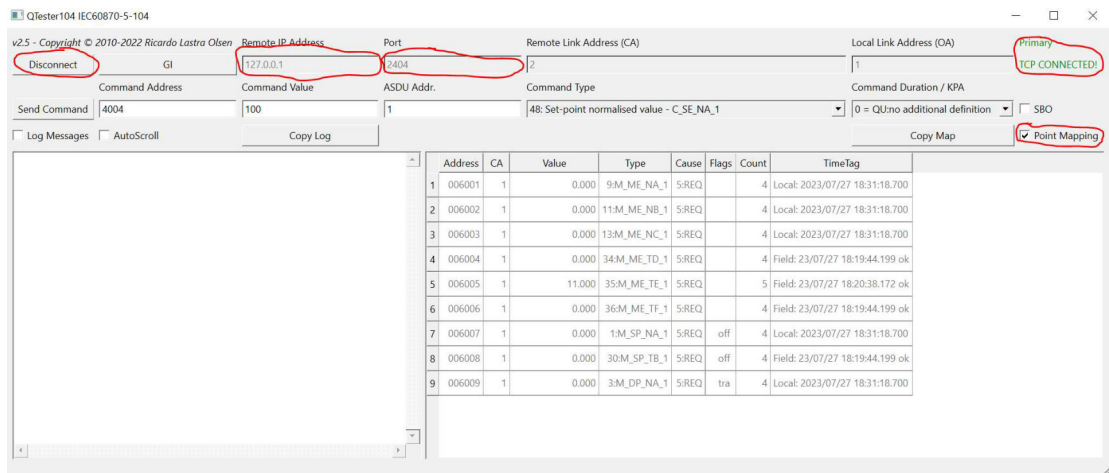 QTester104 IEC60870-5-104
v2.5 - Copyright © 2010-2022 Ricardo Lastra Olsen Remote IP Address Port Remote Link Address (CA) Local Link Address (OA) Primary
Disconnect GI 127.0.0.1 2404 2 1 TCP CONNECTED!
Command Address Command Value ASDU Addr. Command Type Command Duration / KPA
Send Command 4004 100 1 48: Set-point normalised value - C_SE_NA_1 0 = QU:no additional definition SBO
Log Messages AutoScroll Copy Log Copy Map Point Mapping
Address CA Value Type Cause Flags Count TimeTag
1 006001 1 0.000 9:M_ME_NA_1 5:REQ 4 Local: 2023/07/27 18:31:18.700
2 006002 1 0.000 11:M_ME_NB_1 5:REQ 4 Local: 2023/07/27 18:31:18.700
3 006003 1 0.000 13:M_ME_NC_1 5:REQ 4 Local: 2023/07/27 18:31:18.700
4 006004 1 0.000 34:M_ME_TD_1 5:REQ 4 Field: 23/07/27 18:19:44.199 ok
5 006005 1 11.000 35:M_ME_TE_1 5:REQ 5 Field: 23/07/27 18:20:38.172 ok
6 006006 1 0.000 36:M_ME_TF_1 5:REQ 4 Field: 23/07/27 18:19:44.199 ok
7 006007 1 0.000 1:M_SP_NA_1 5:REQ off 4 Local: 2023/07/27 18:31:18.700
8 006008 1 0.000 30:M_SP_TB_1 5:REQ off 4 Field: 23/07/27 18:19:44.199 ok
9 006009 1 0.000 3:M_DP_NA_1 5:REQ tra 4 Local: 2023/07/27 18:31:18.700